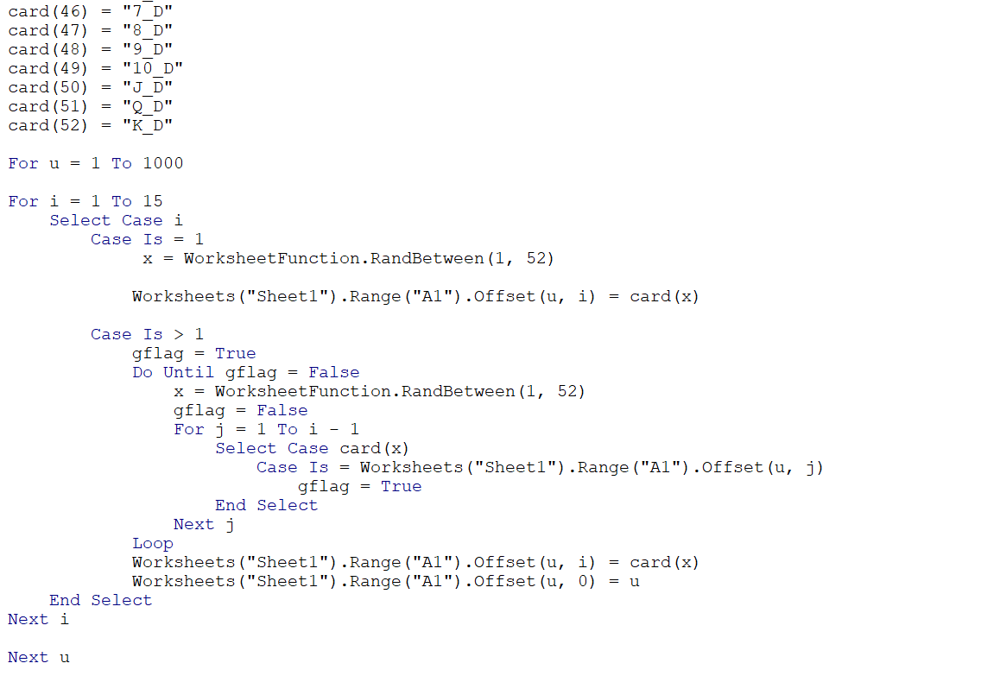 card(46) = "7_D"
card(47) = "8_D"
card(48) = "9_D"
card(49) = "10_D"
card(50) = "J_D"
card(51) = "Q_D"
card(52) = "K_D"
For u = 1 To 1000
For i = 1 To 15
    Select Case i
        Case Is = 1
             x = WorksheetFunction.RandBetween(1, 52)
            Worksheets("Sheet1").Range("A1").Offset(u, i) = card(x)
        Case Is > 1
            gflag = True
            Do Until gflag = False
                x = WorksheetFunction.RandBetween(1, 52)
                gflag = False
                For j = 1 To i - 1
                    Select Case card(x)
                        Case Is = Worksheets("Sheet1").Range("A1").Offset(u, j)
                            gflag = True
                    End Select
                Next j
            Loop
            Worksheets("Sheet1").Range("A1").Offset(u, i) = card(x)
            Worksheets("Sheet1").Range("A1").Offset(u, 0) = u
    End Select
Next i
Next u